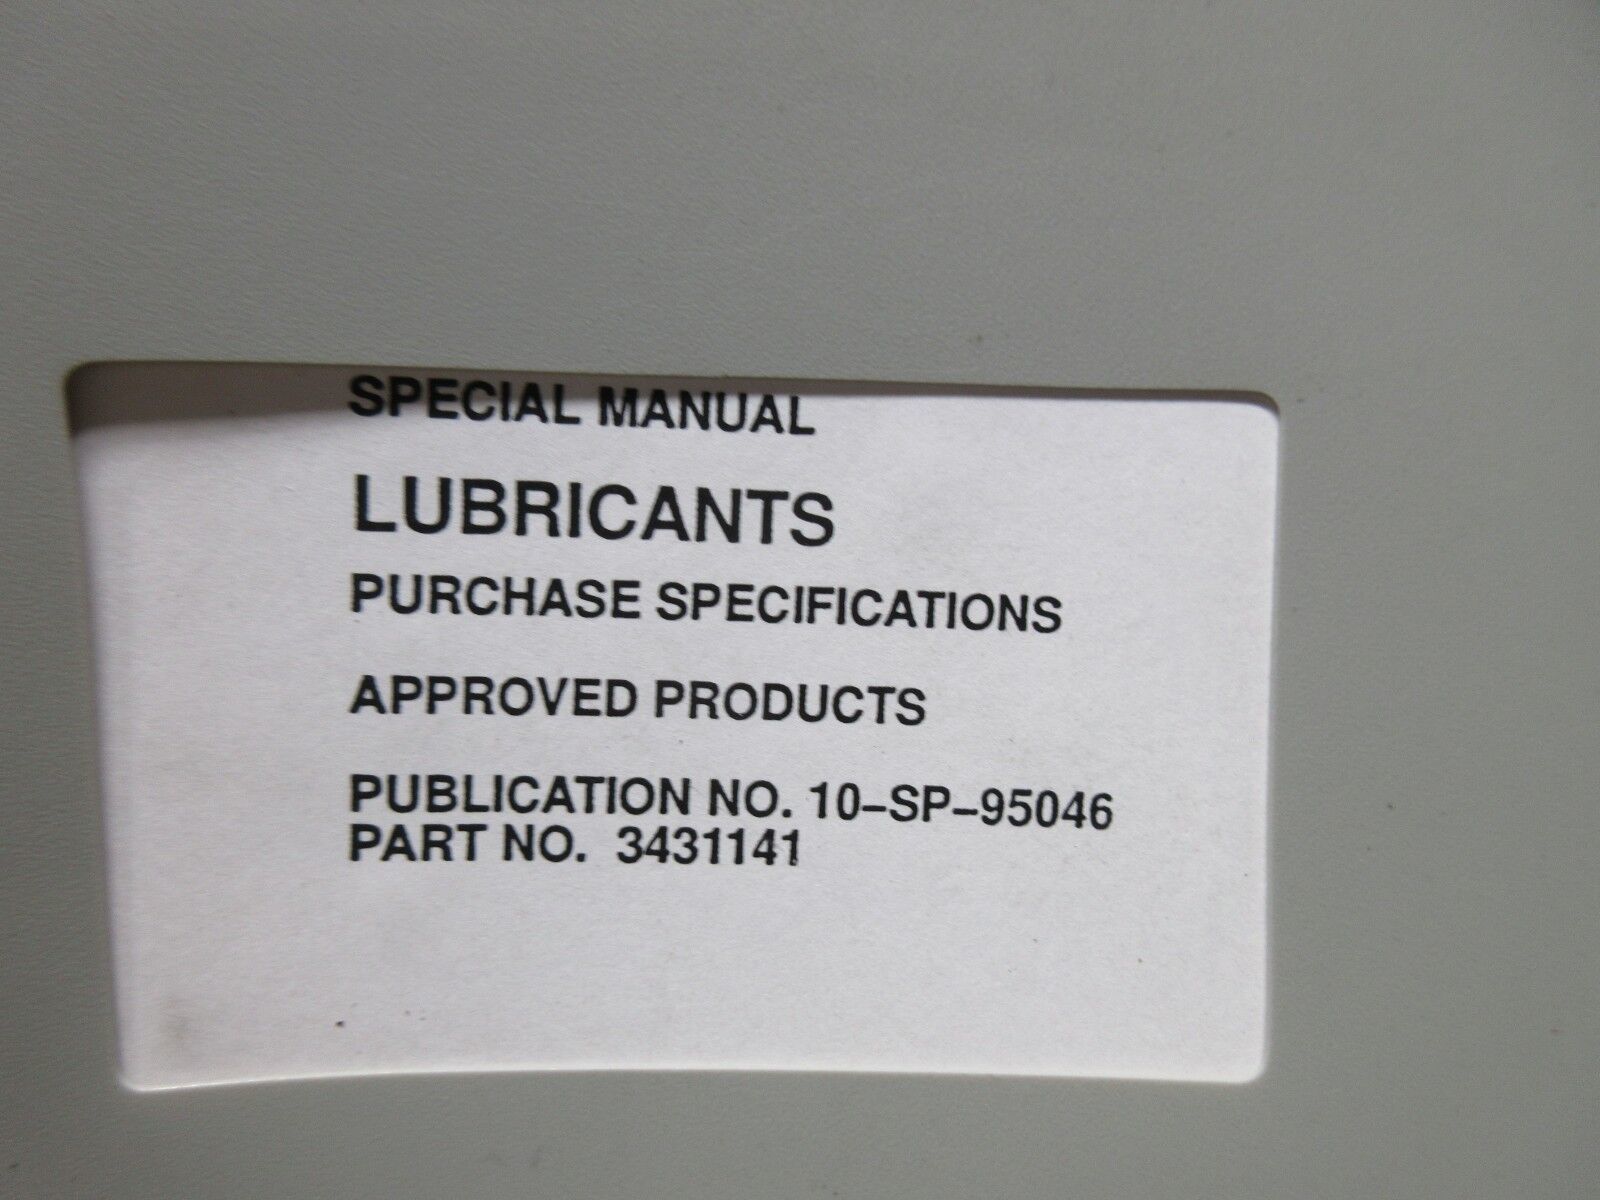 SPECIAL MANUAL
LUBRICANTS
PURCHASE SPECIFICATIONS
APPROVED PRODUCTS
PUBLICATION NO. 10–SP–95046
PART NO. 3431141